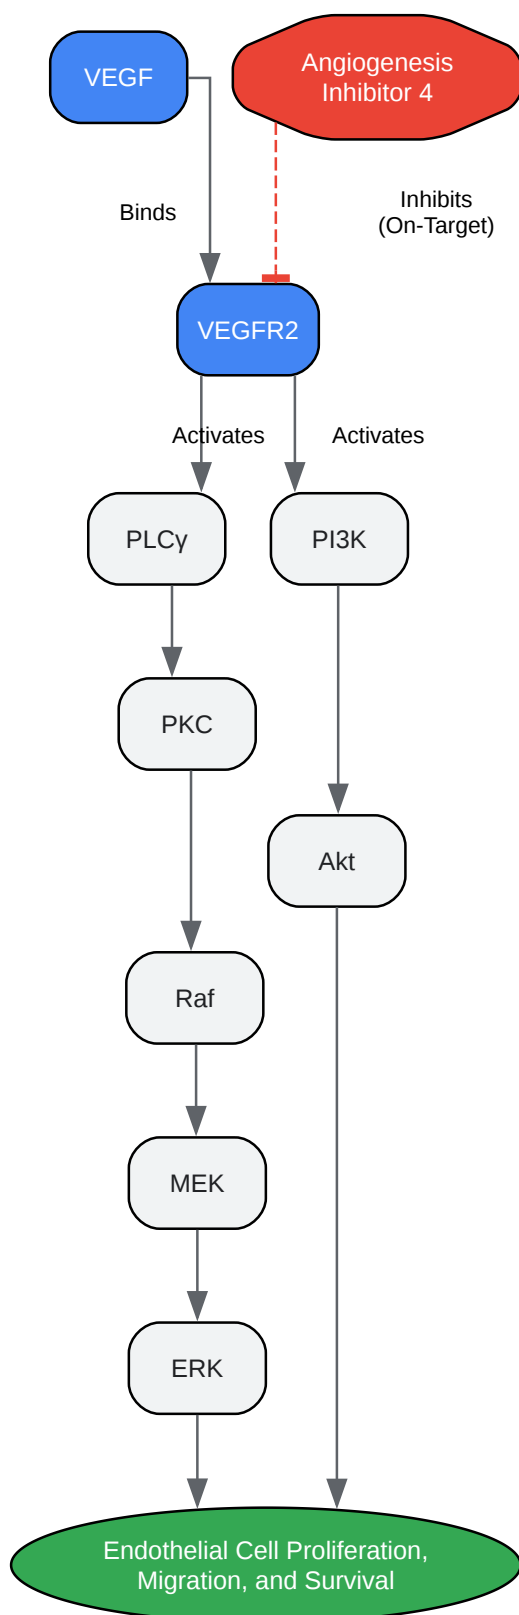 VEGF
Angiogenesis
Inhibitor 4
Binds
Inhibits
(On-Target)
VEGFR2
Activates
Activates
PLCγ
PI3K
PKC
Akt
Raf
MEK
ERK
Endothelial Cell Proliferation,
Migration, and Survival